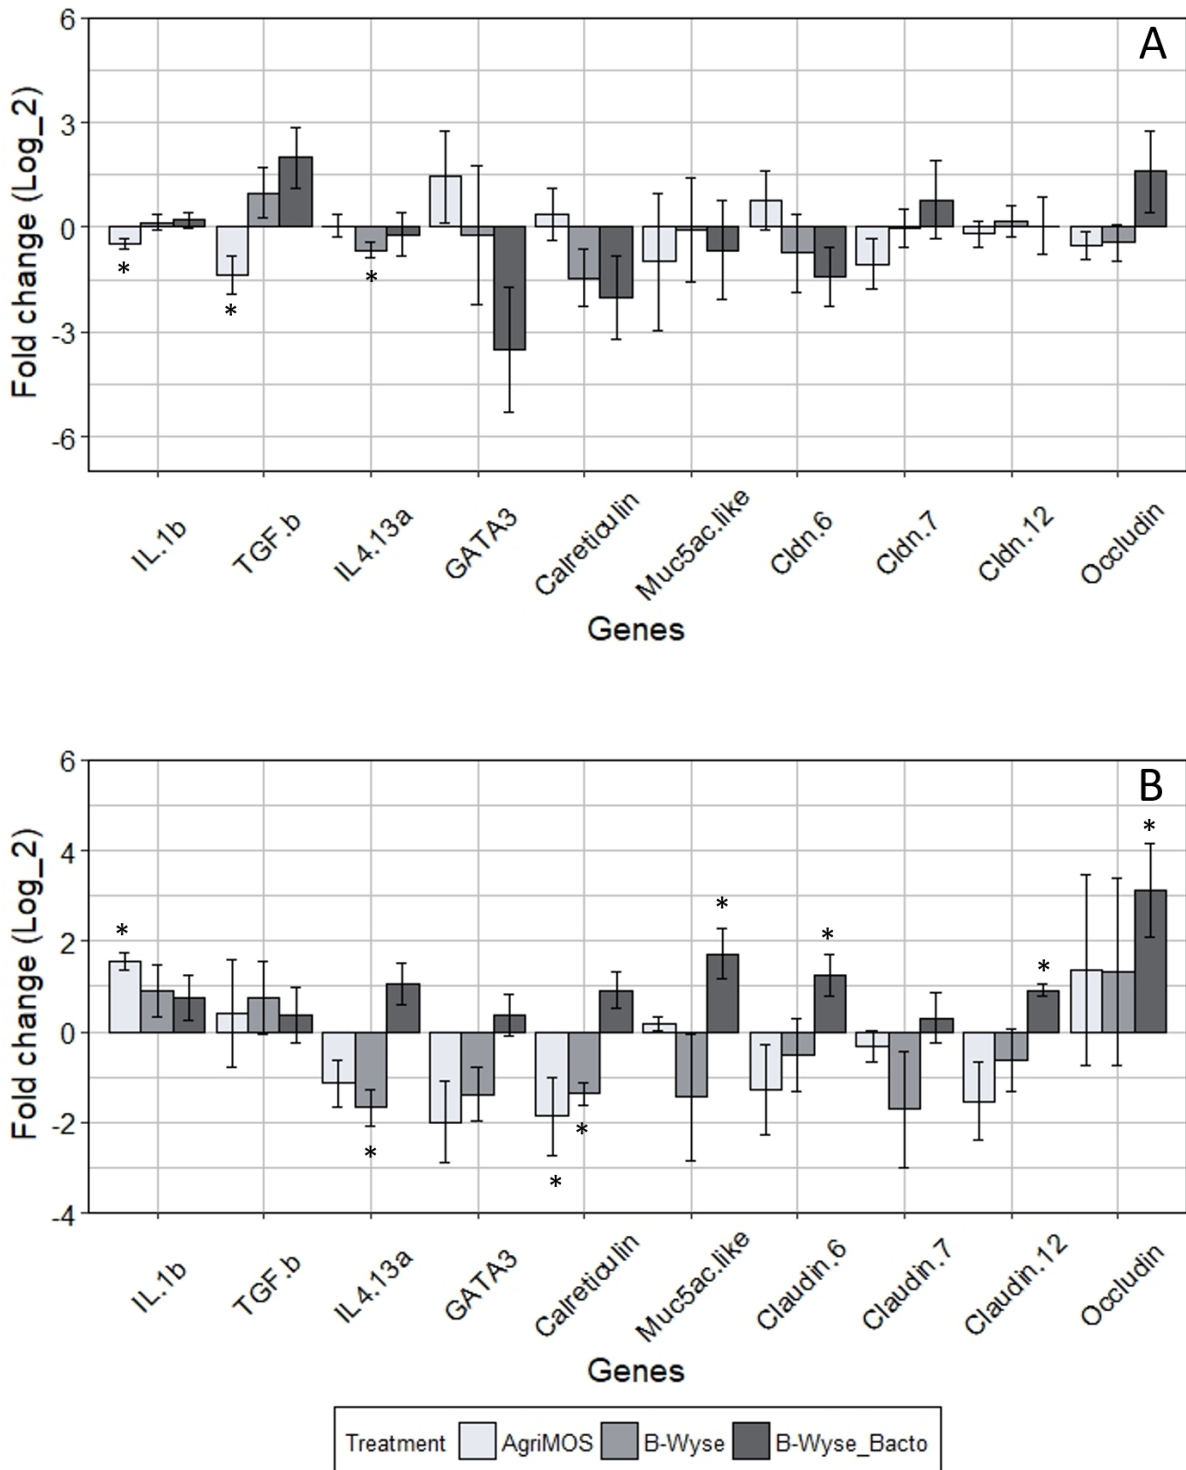 A
6
3
0
-3
-6
Fold change (Log_2)
*
*
*
IL.1b TGF.b IL4.13a GATA3 Calreticulin Muc5ac.like Cldn.6 Cldn.7 Cldn.12 Occludin
Genes
B
6
4
2
0
-2
-4
Fold change (Log_2)
*
*
*
*
*
*
*
*
IL.1b TGF.b IL4.13a GATA3 Calreticulin Muc5ac.like Claudin.6 Claudin.7 Claudin.12 Occludin
Genes
Treatment AgriMOS B-Wyse B-Wyse_Bacto